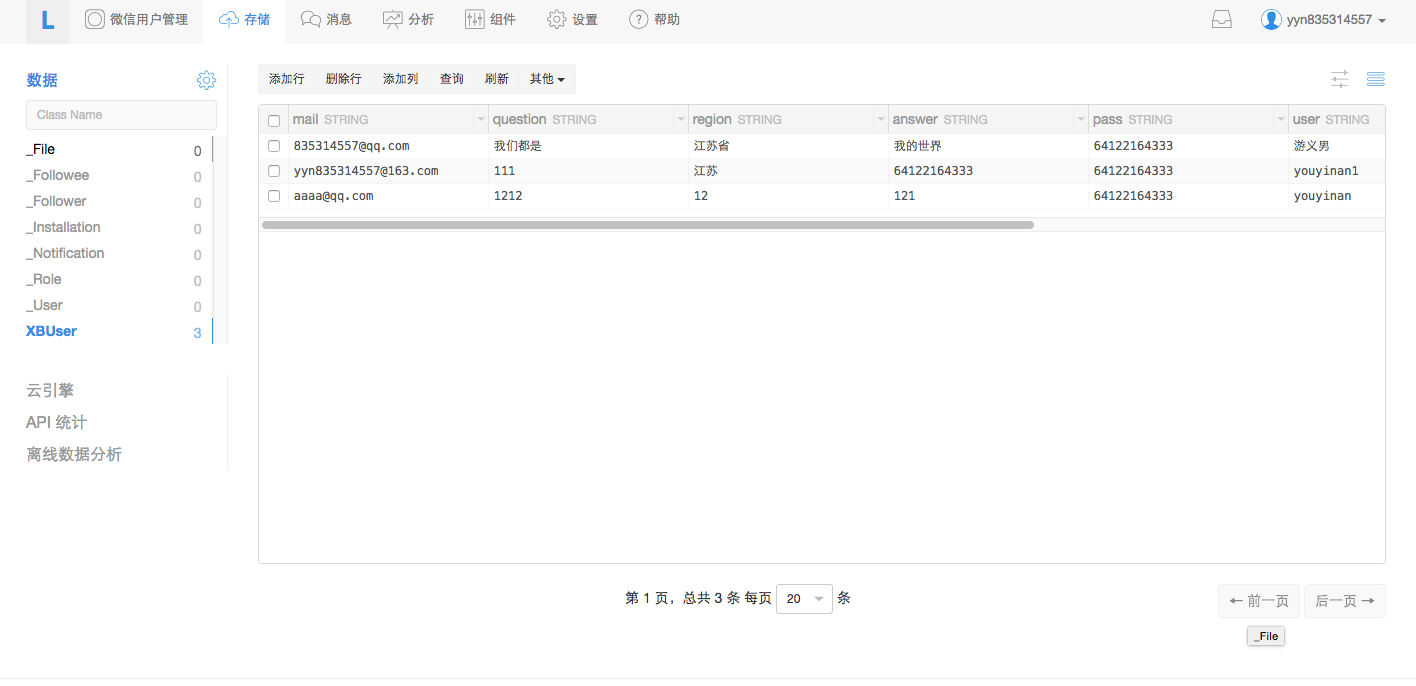 L 微信用户管理 存储 消息 分析 组件 设置 ? 帮助 yyn835314557
数据
Class Name
_File 0
_Followee 0
_Follower 0
_Installation 0
_Notification 0
_Role 0
_User 0
XBUser 3
云引擎
API 统计
离线数据分析
添加行 删除行 添加列 查询 刷新 其他
mail STRING question STRING region STRING answer STRING pass STRING user STRING
835314557@qq.com 我们都是 江苏省 我的世界 64122164333 游义男
yyn835314557@163.com 111 江苏 64122164333 64122164333 youyinan1
aaaa@qq.com 1212 12 121 64122164333 youyinan
第 1 页，总共 3 条 每页 20 条
← 前一页 后一页 →
_File